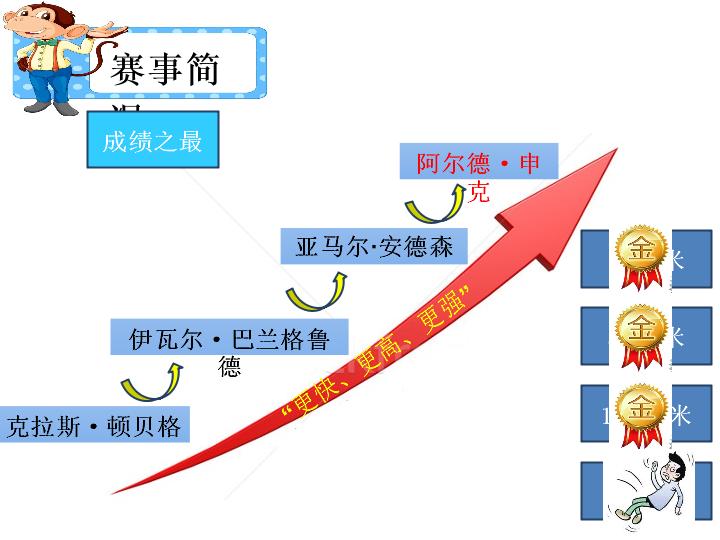 赛事简
成绩之最
阿尔德·申
克
亚马尔·安德森
伊瓦尔·巴兰格鲁
德
克拉斯·顿贝格
“更快、更高、更强”
金
米
金
米
金
1
米